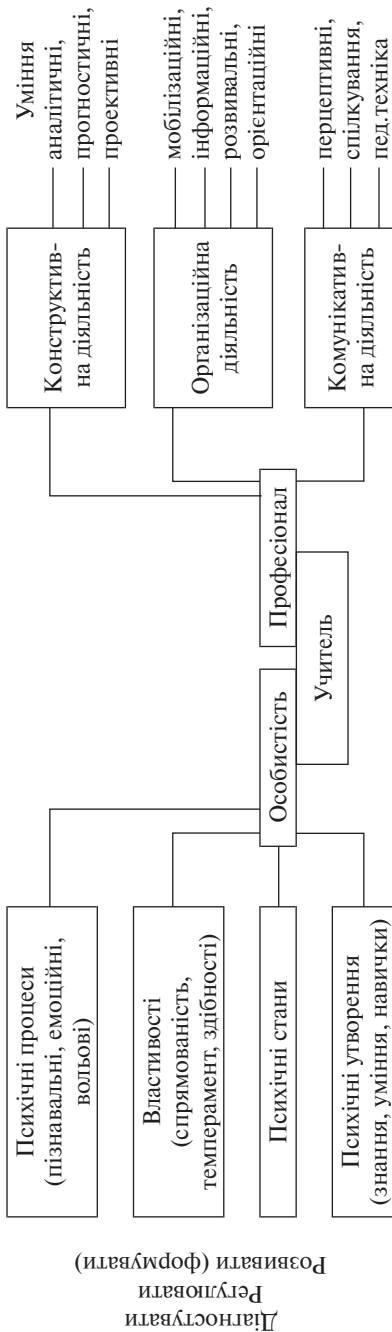 Діагностувати
Регулювати
Розвивати (формувати)
Психічні процеси
(пізнавальні, емоційні,
вольові)
Властивості
(спрямованість,
темперамент, здібності)
Психічні стани
Психічні утворення
(знання, уміння, навички)
Особистість
Професіонал
Учитель
Конструктив-
на діяльність
Організаційна
діяльність
Комунікатив-
на діяльність
Уміння
аналітичні,
прогностичні,
проективні
мобілізаційні,
інформаційні,
розвивальні,
орієнтаційні
перцептивні,
спілкування,
пед.техніка